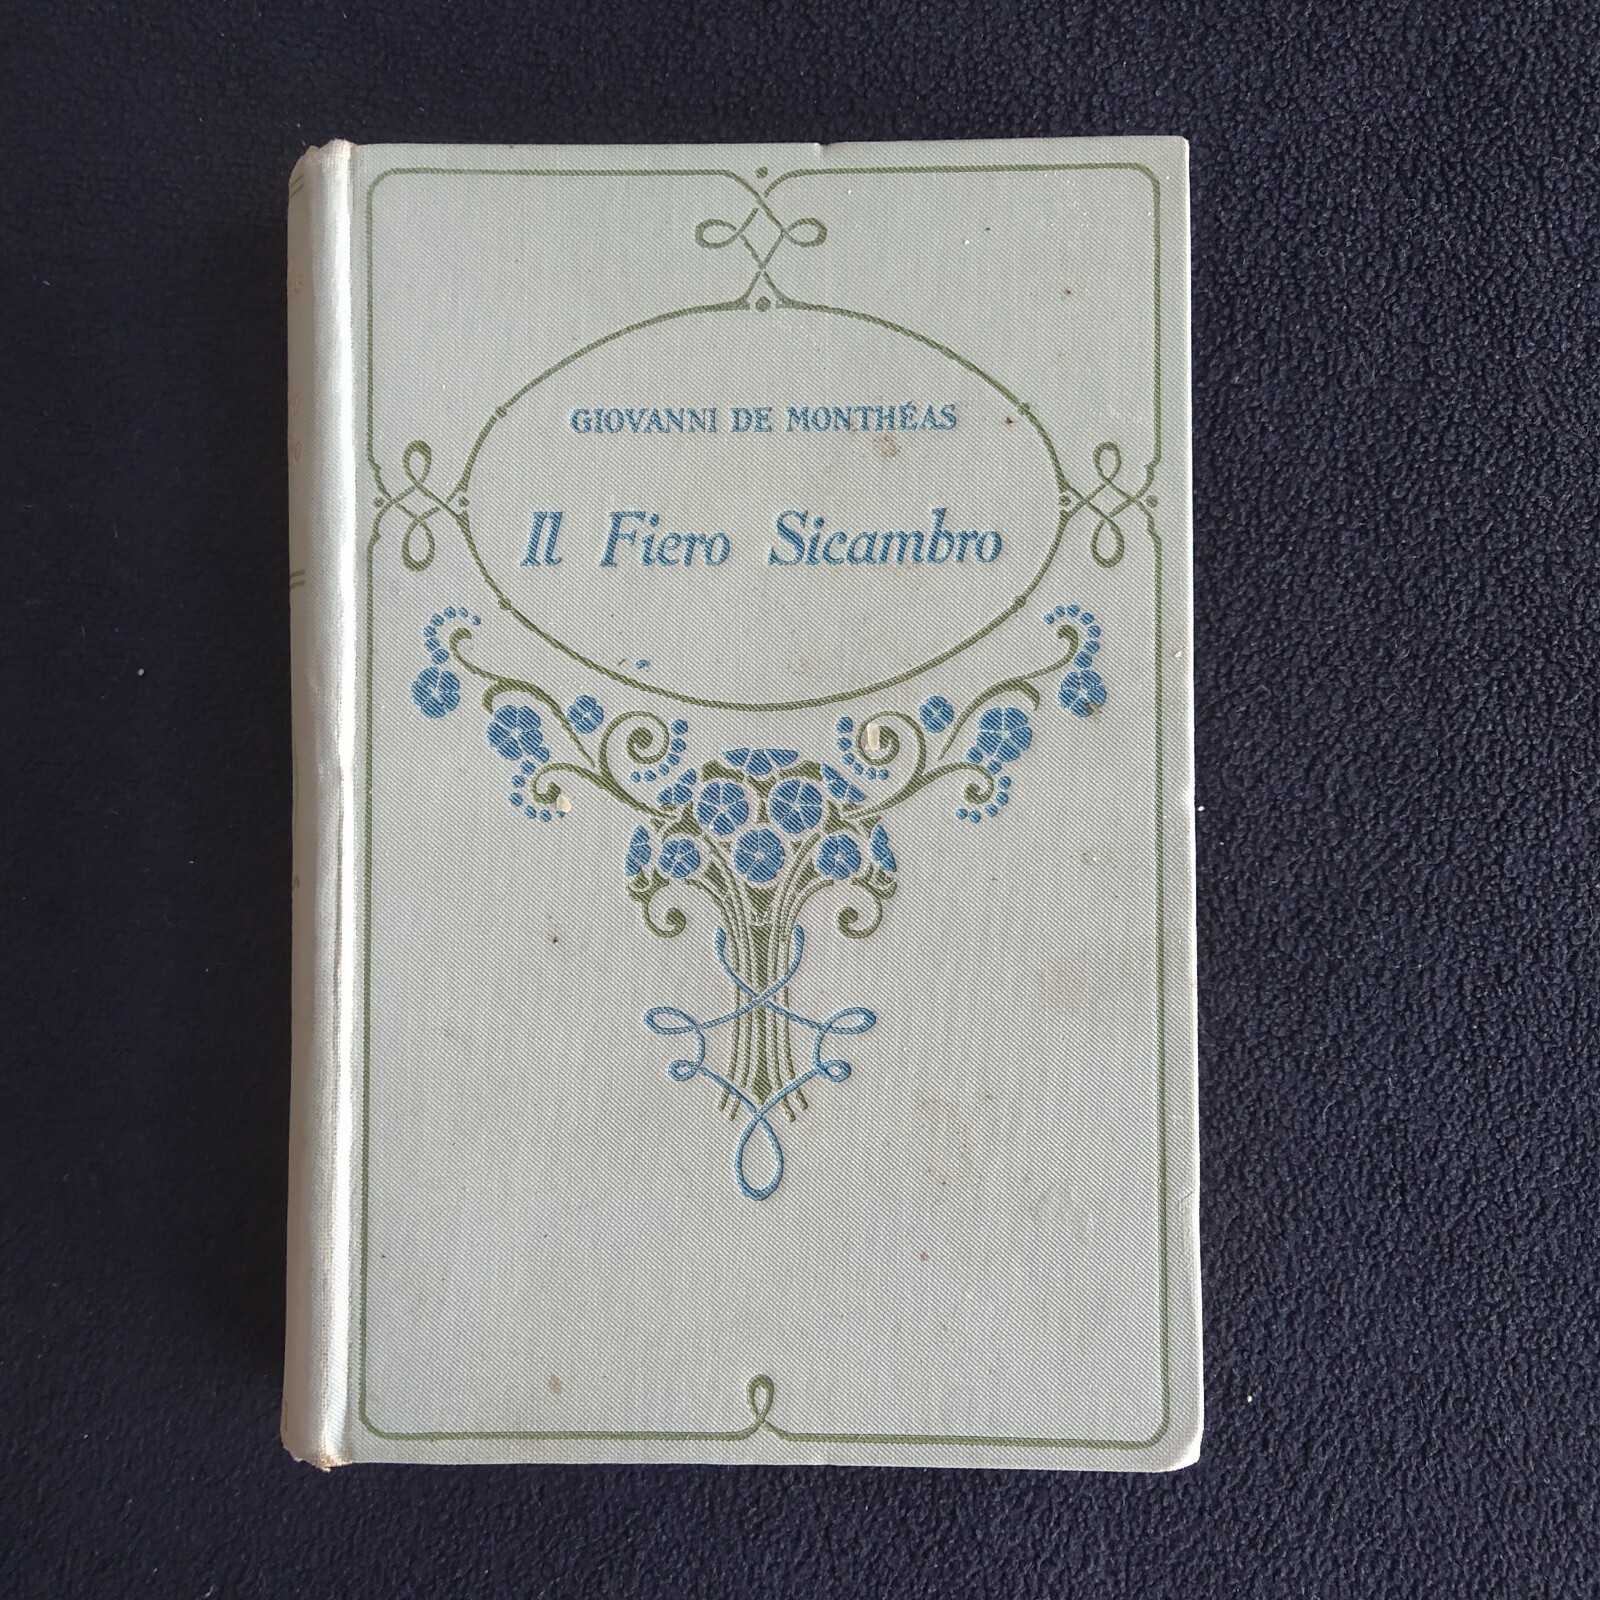 GIOVANNI DE MONTHÉAS
Il Fiero Sicambro